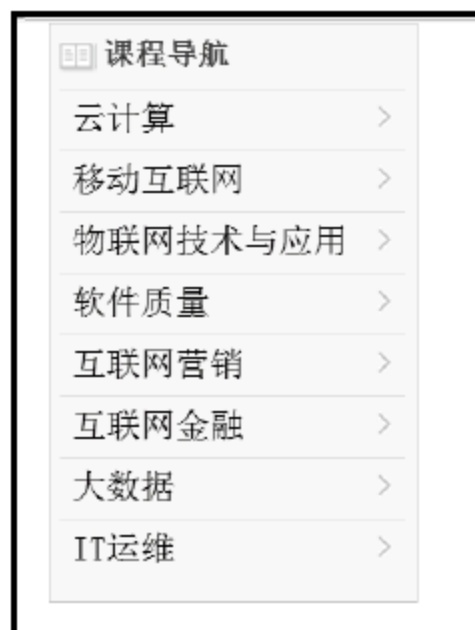 课程导航
云计算
移动互联网
物联网技术与应用
软件质量
互联网营销
互联网金融
大数据
IT运维